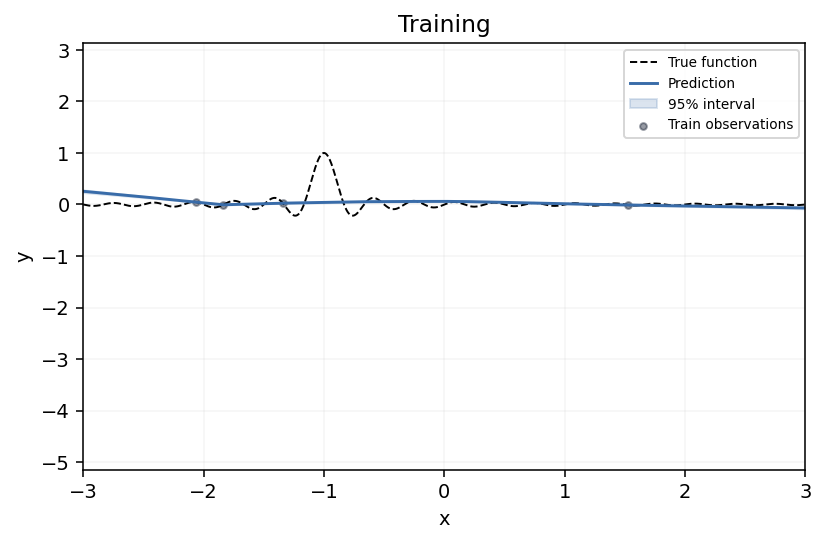 Training
3
2
1
0
−1
−2
−3
−4
−5
y
True function
Prediction
95% interval
Train observations
−3 −2 −1 0 1 2 3
x